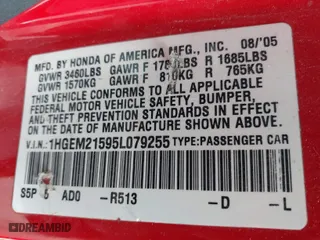 MFD. BY HONDA OF AMERICA MFG., INC. 08/'05
GVWR 3460LBS GAWR F LBS R 1685LBS
GVWR 1570KG GAWR F KG R 765KG
THIS VEHICLE CONFORMS TO ALL APPLICABLE
FEDERAL MOTOR VEHICLE SAFETY, BUMPER,
AND THEFT PREVENTION STANDARDS IN EFFECT
ON THE DATE OF MANUFACTURE SHOWN ABOVE.
V.I.N.: 1HGEM21595L079255 TYPE: PASSENGER CAR
AD0 -R513 -D -L